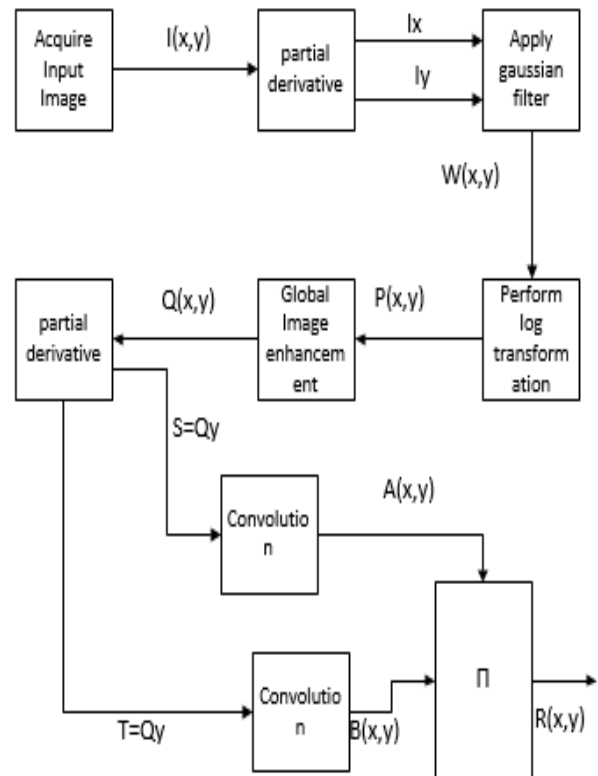 Acquire
Input
Image
I(x,y)
partial
derivative
Ix
Iy
Apply
gaussian
filter
W(x,y)
partial
derivative
Q(x,y)
Global
Image
enhancem
ent
P(x,y)
Perform
log
transform
ation
S=Qy
Convolutio
n
A(x,y)
T=Qy
Convolutio
n
B(x,y)
Π
R(x,y)